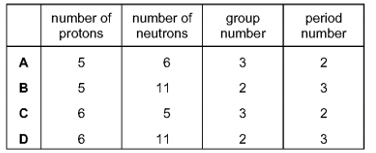 number of protons number of neutrons group number period number
A 5 6 3 2
B 5 11 2 3
C 6 5 3 2
D 6 11 2 3